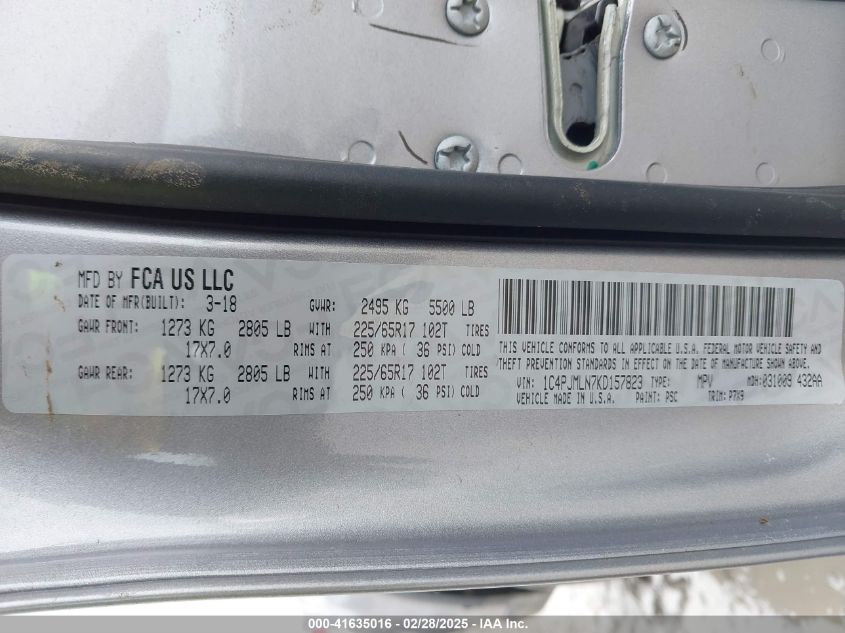 MFD BY FCA US LLC
DATE OF MFR(BUILT): 3-18 GVWR: 2495 KG 5500 LB
GAWR FRONT: 1273 KG 2805 LB WITH 225/65R17 102T TIRES
17X7.0 RIMS AT 250 KPA ( 36 PSI) COLD
GAWR REAR: 1273 KG 2805 LB WITH 225/65R17 102T TIRES
17X7.0 RIMS AT 250 KPA ( 36 PSI) COLD
THIS VEHICLE CONFORMS TO ALL APPLICABLE U.S.A. FEDERAL MOTOR VEHICLE SAFETY AND
THEFT PREVENTION STANDARDS IN EFFECT ON THE DATE OF MANUFACTURE SHOWN ABOVE.
VIN: 1C4PJMLN7KD157823 TYPE: MPV MDH:031009 432AA
VEHICLE MADE IN U.S.A. PAINT: PSC TRIM: P7X9
000-41635016 - 02/28/2025 - IAA Inc.